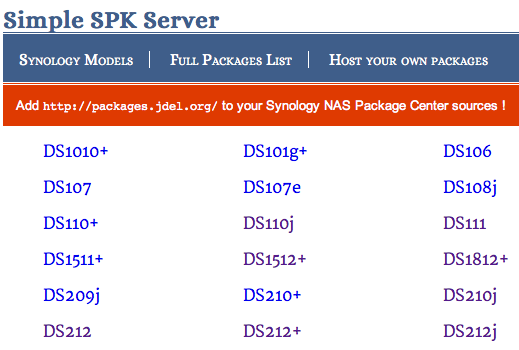 Simple SPK Server
Synology Models | Full Packages List | Host your own packages
Add http://packages.jdel.org/ to your Synology NAS Package Center sources !
DS1010+ DS101g+ DS106
DS107 DS107e DS108j
DS110+ DS110j DS111
DS1511+ DS1512+ DS1812+
DS209j DS210+ DS210j
DS212 DS212+ DS212j